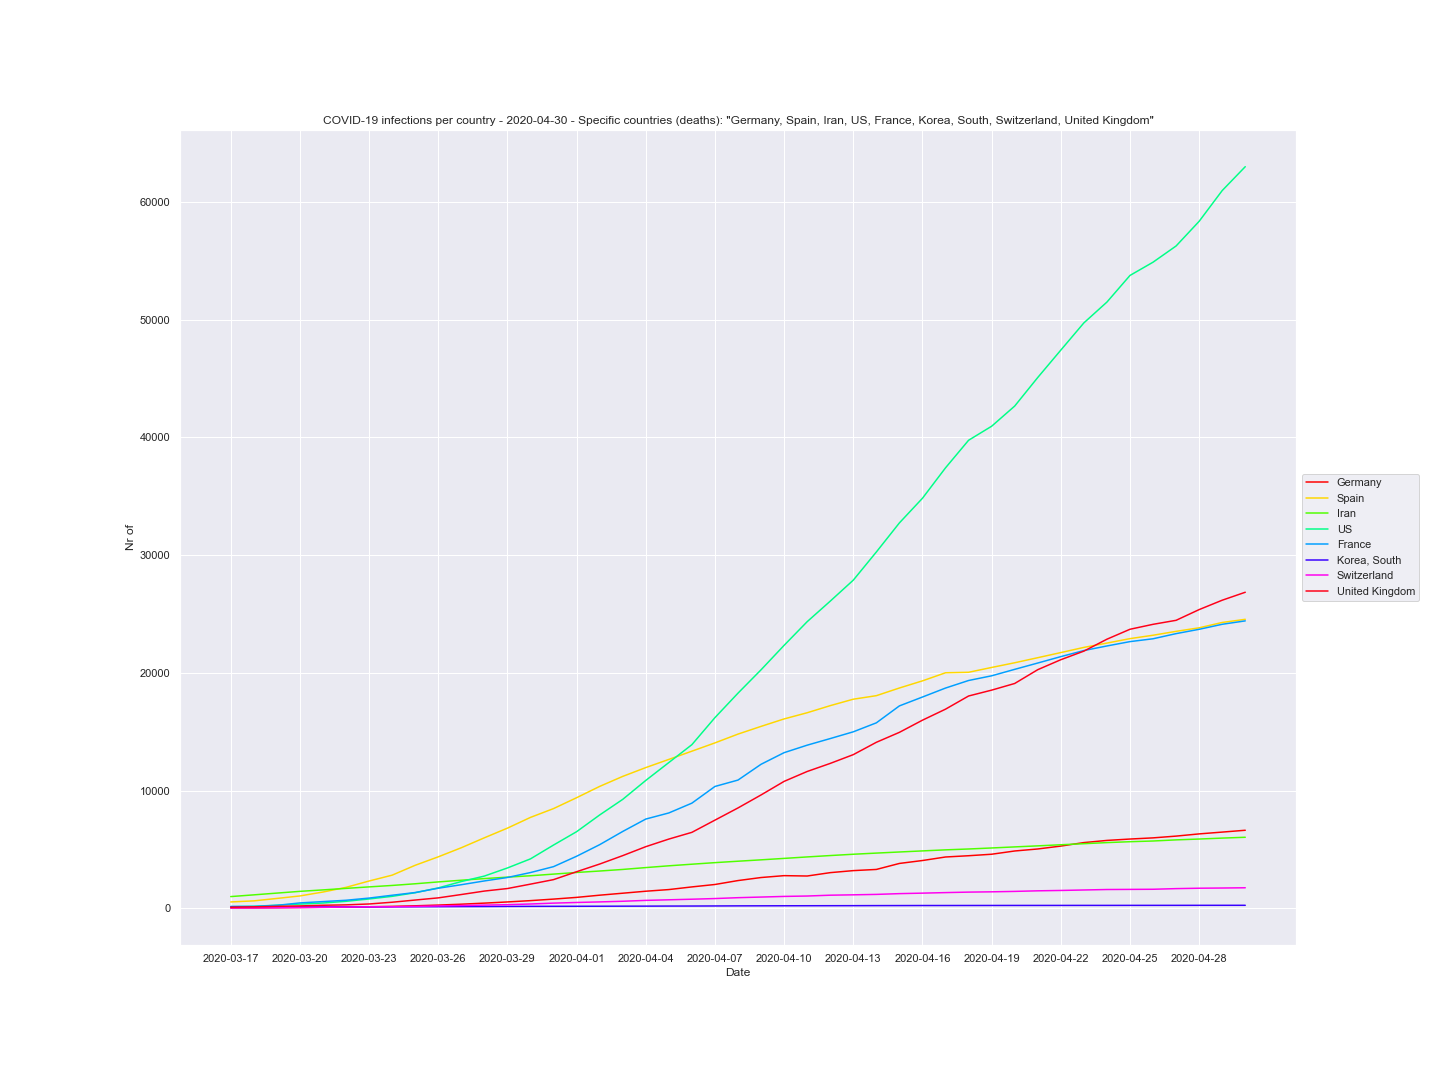 COVID-19 infections per country - 2020-04-30 - Specific countries (deaths): "Germany, Spain, Iran, US, France, Korea, South, Switzerland, United Kingdom"
60000
50000
40000
30000
20000
10000
0
Nr of
2020-03-17 2020-03-20 2020-03-23 2020-03-26 2020-03-29 2020-04-01 2020-04-04 2020-04-07 2020-04-10 2020-04-13 2020-04-16 2020-04-19 2020-04-22 2020-04-25 2020-04-28
Date
Germany
Spain
Iran
US
France
Korea, South
Switzerland
United Kingdom